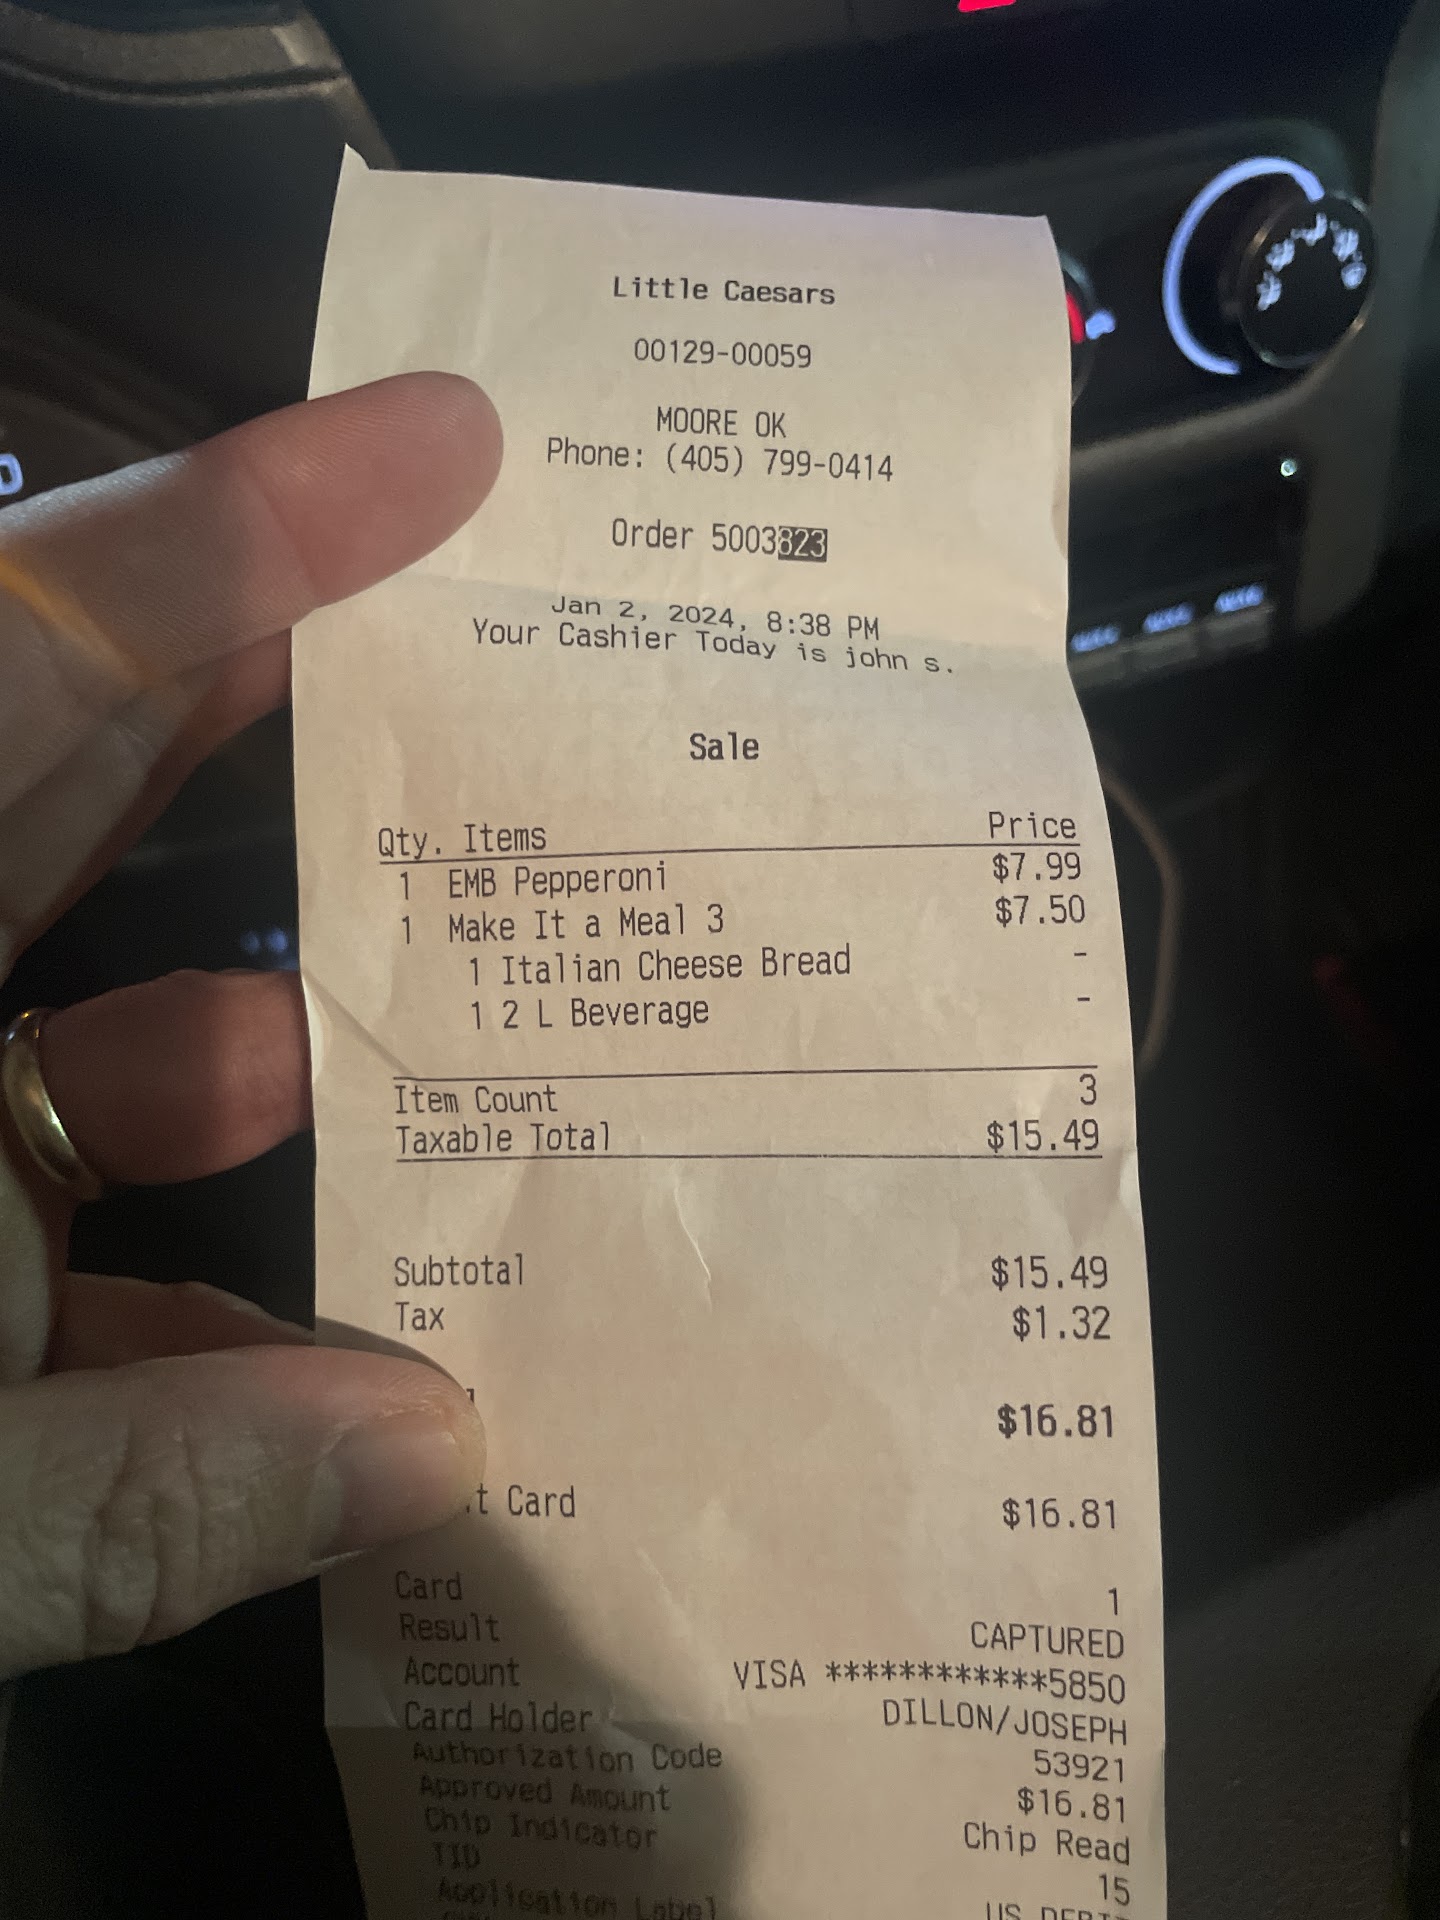 Little Caesars
00129-00059
MOORE OK
Phone: (405) 799-0414
Order 5003823
Jan 2, 2024, 8:38 PM
Your Cashier Today is john s.
Sale
Qty. Items Price
1 EMB Pepperoni $7.99
1 Make It a Meal 3 $7.50
1 Italian Cheese Bread -
1 2 L Beverage -
Item Count 3
Taxable Total $15.49
Subtotal $15.49
Tax $1.32
$16.81
Card $16.81
Card 1
Result CAPTURED
Account VISA ************5850
Card Holder DILLON/JOSEPH
Authorization Code 53921
Approved Amount $16.81
Chip Indicator Chip Read
TID 15
Application Label US